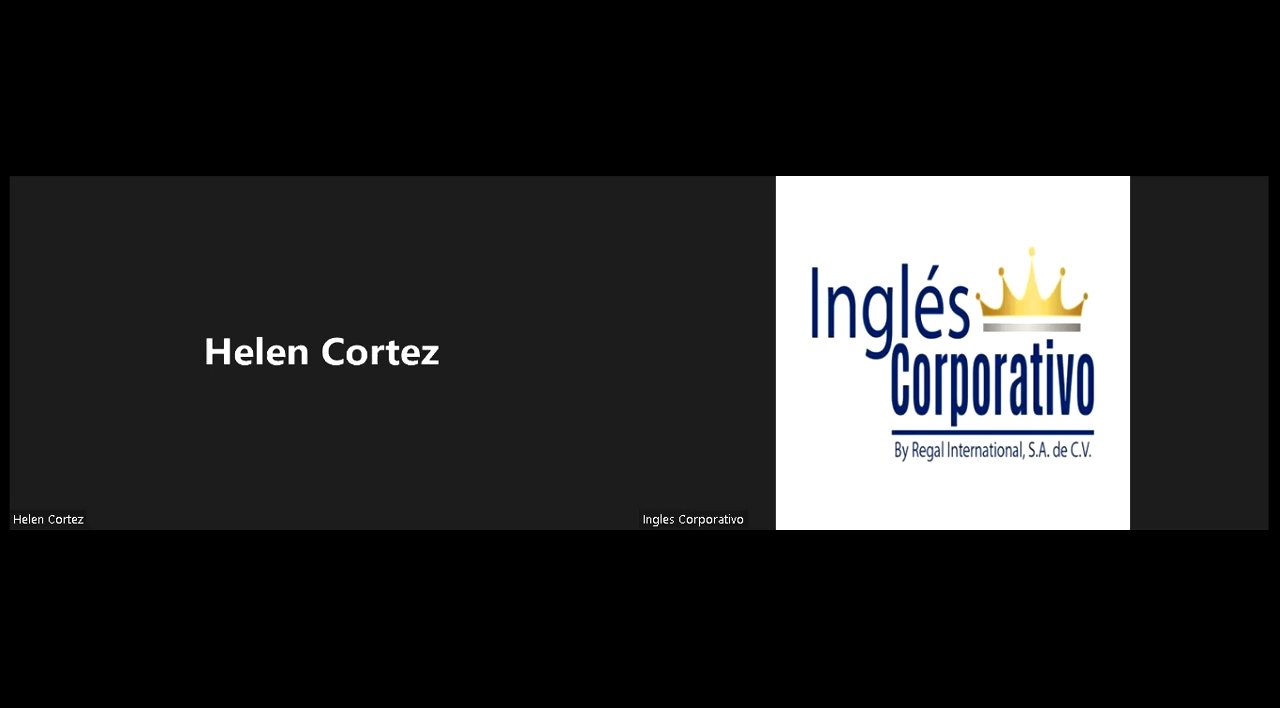 Helen Cortez
Helen Cortez
Inglés
Corporativo
By Regal International, S.A. de C.V.
Ingles Corporativo